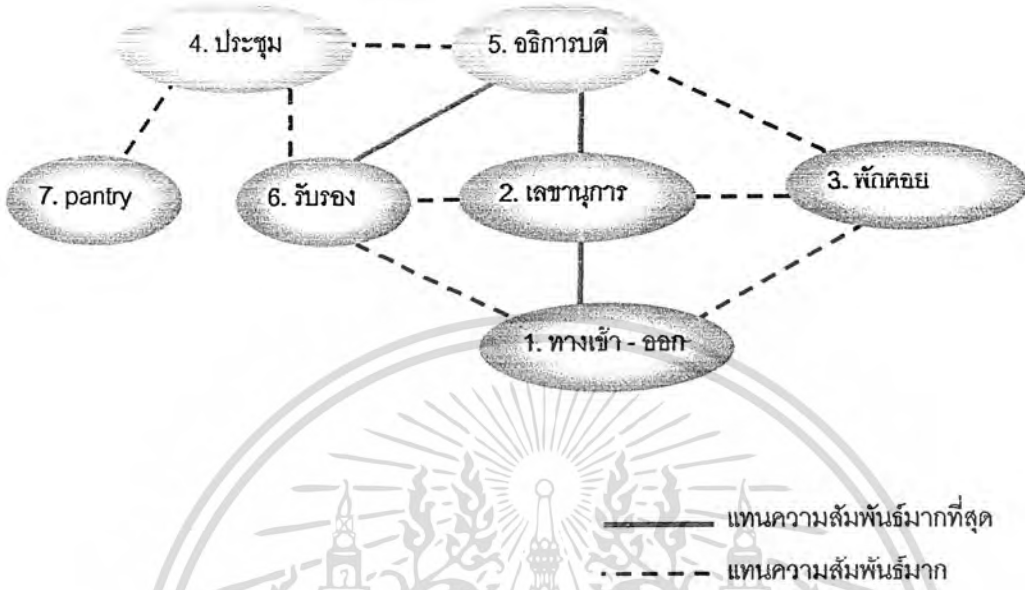 4. ประชุม
5. อธิการบดี
7. pantry
6. รับรอง
2. เลขานุการ
3. พักคอย
1. ทางเข้า - ออก
แทนความสัมพันธ์มากที่สุด
แทนความสัมพันธ์มาก